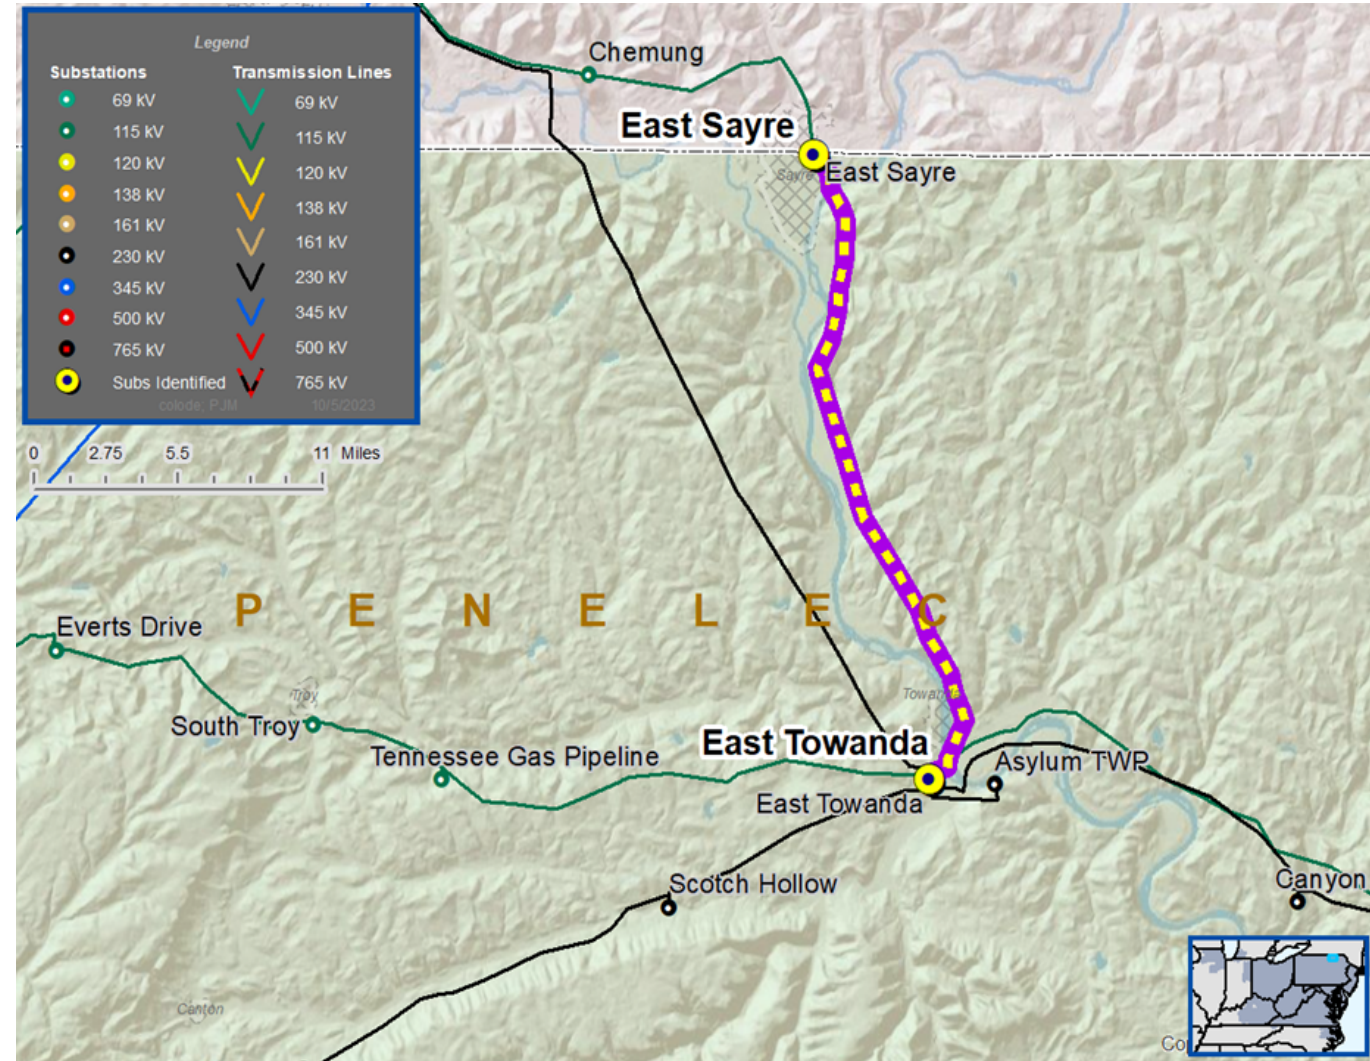 Legend
Substations
Transmission Lines
69 kV
115 kV
120 kV
138 kV
161 kV
230 kV
345 kV
500 kV
765 kV
Subs Identified
69 kV
115 kV
120 kV
138 kV
161 kV
230 kV
345 kV
500 kV
765 kV
colode, PJM 10/5/2023
0 2.75 5.5 11 Miles
Chemung
East Sayre
Sayre
East Sayre
P E N E L E C
Everts Drive
Troy
South Troy
Tennessee Gas Pipeline
Towanda
East Towanda
East Towanda
Asylum TWP
Scotch Hollow
Canyon
Canton